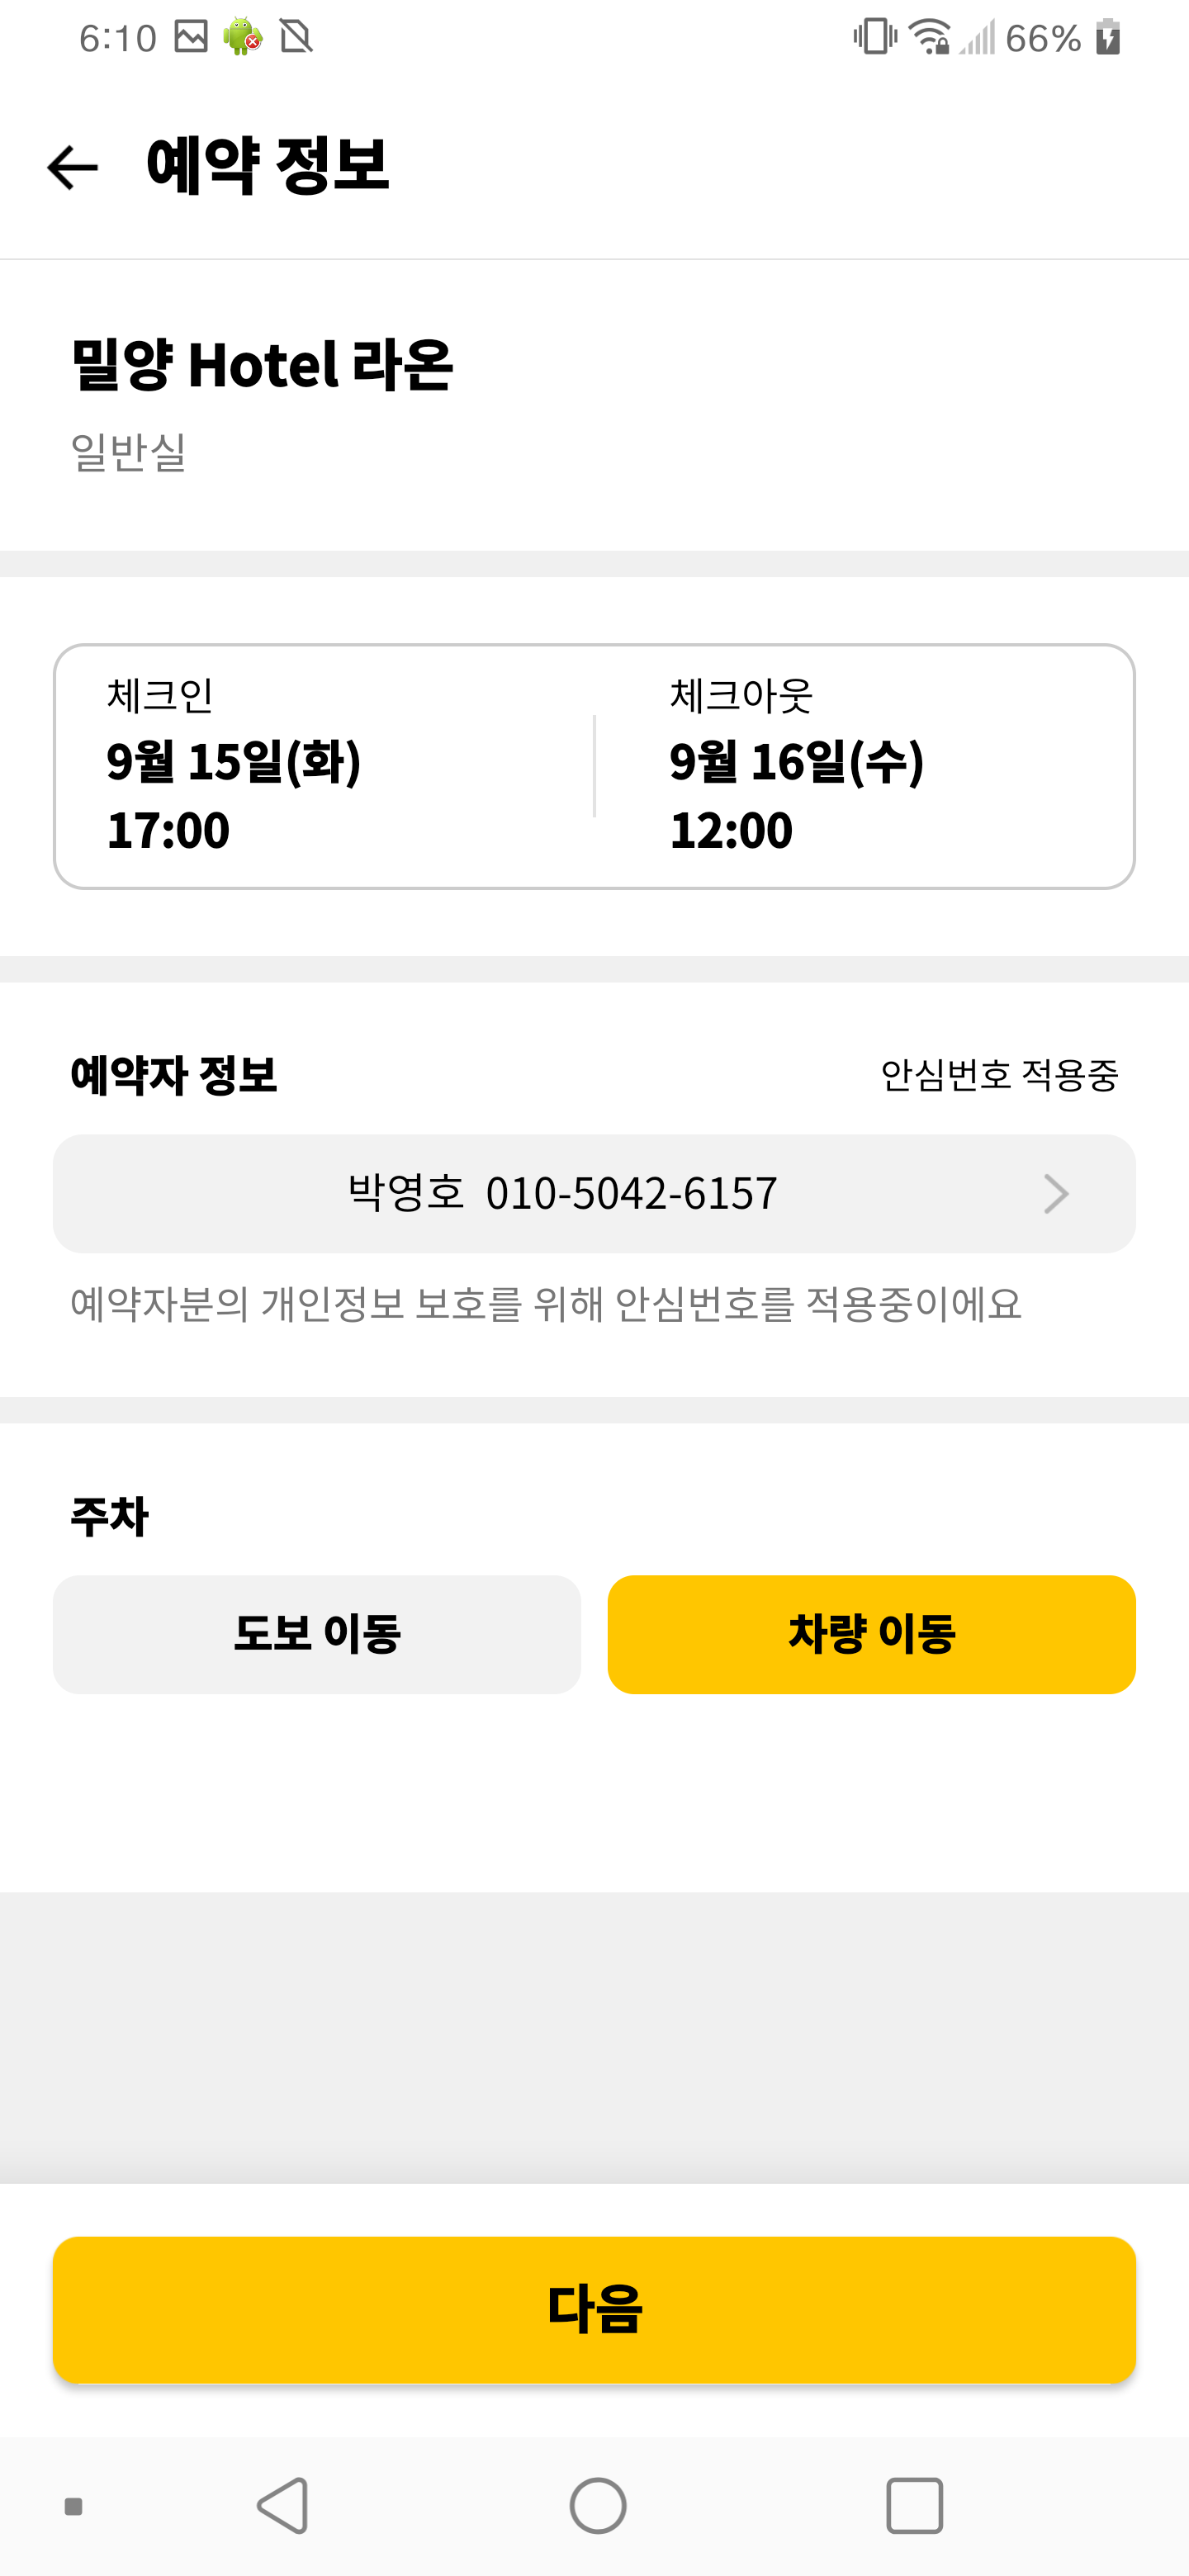 6:10 66%
예약 정보
밀양 Hotel 라온
일반실
체크인 체크아웃
9월 15일(화) 9월 16일(수)
17:00 12:00
예약자 정보 안심번호 적용중
박영호 010-5042-6157
예약자분의 개인정보 보호를 위해 안심번호를 적용중이에요
주차
도보 이동 차량 이동
다음